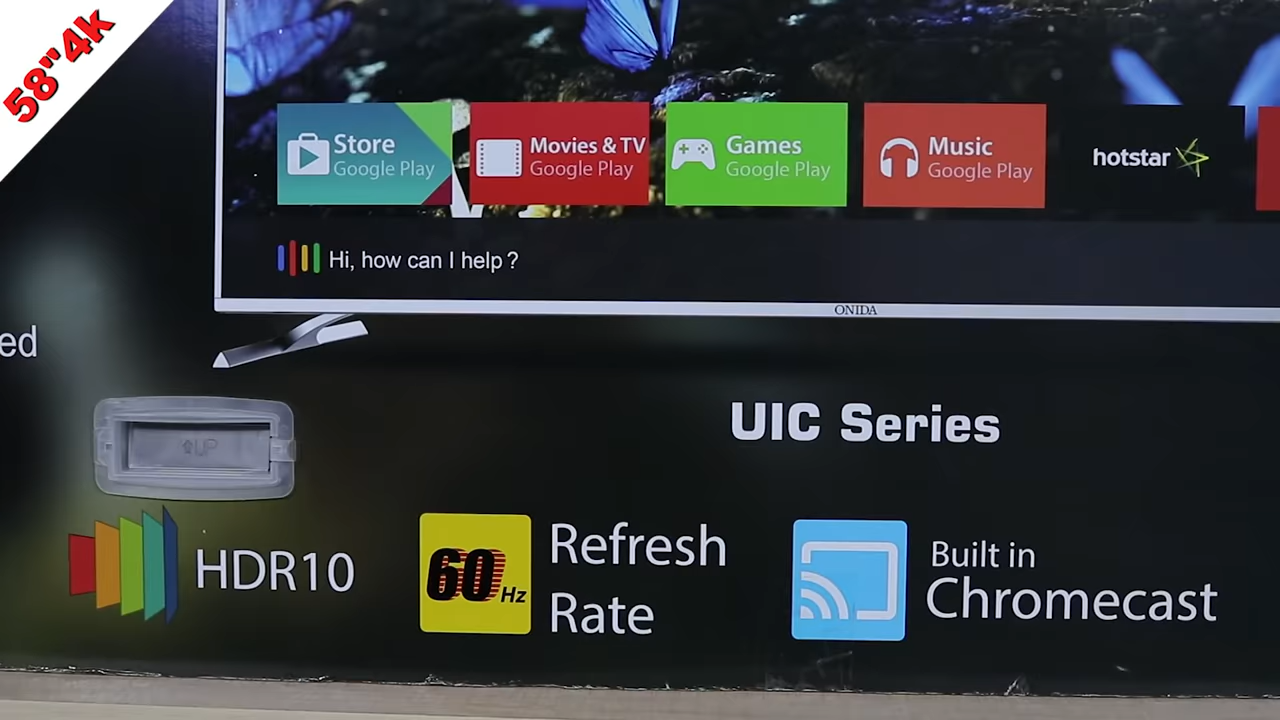 58"4k
Store
Google Play
Movies & TV
Google Play
Games
Google Play
Music
Google Play
hotstar
Hi, how can I help ?
ONIDA
ed
UIC Series
UP
HDR10
60Hz
Refresh
Rate
Built in
Chromecast